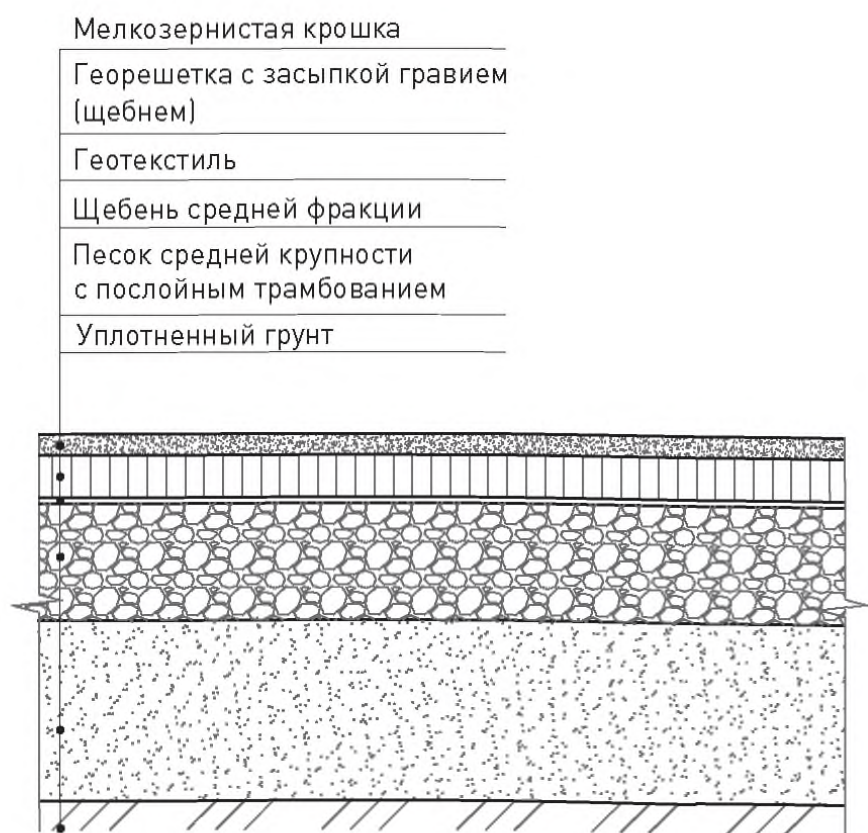 Мелкозернистая крошка
Георешетка с засыпкой гравием
(щебнем)
Геотекстиль
Щебень средней фракции
Песок средней крупности
с послойным трамбованием
Уплотненный грунт